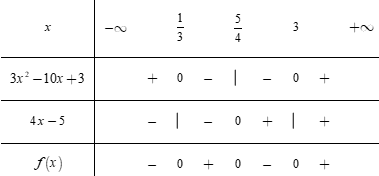 x −∞ 1/3 5/4 3 +∞
3x² − 10x + 3 + 0 − | − 0 +
4x − 5 − | − 0 + | +
f(x) − 0 + 0 − 0 +